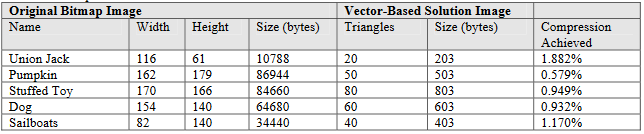 Original Bitmap Image Vector-Based Solution Image
Name Width Height Size (bytes) Triangles Size (bytes) Compression Achieved
Union Jack 116 61 10788 20 203 1.882%
Pumpkin 162 179 86944 50 503 0.579%
Stuffed Toy 170 166 84660 80 803 0.949%
Dog 154 140 64680 60 603 0.932%
Sailboats 82 140 34440 40 403 1.170%